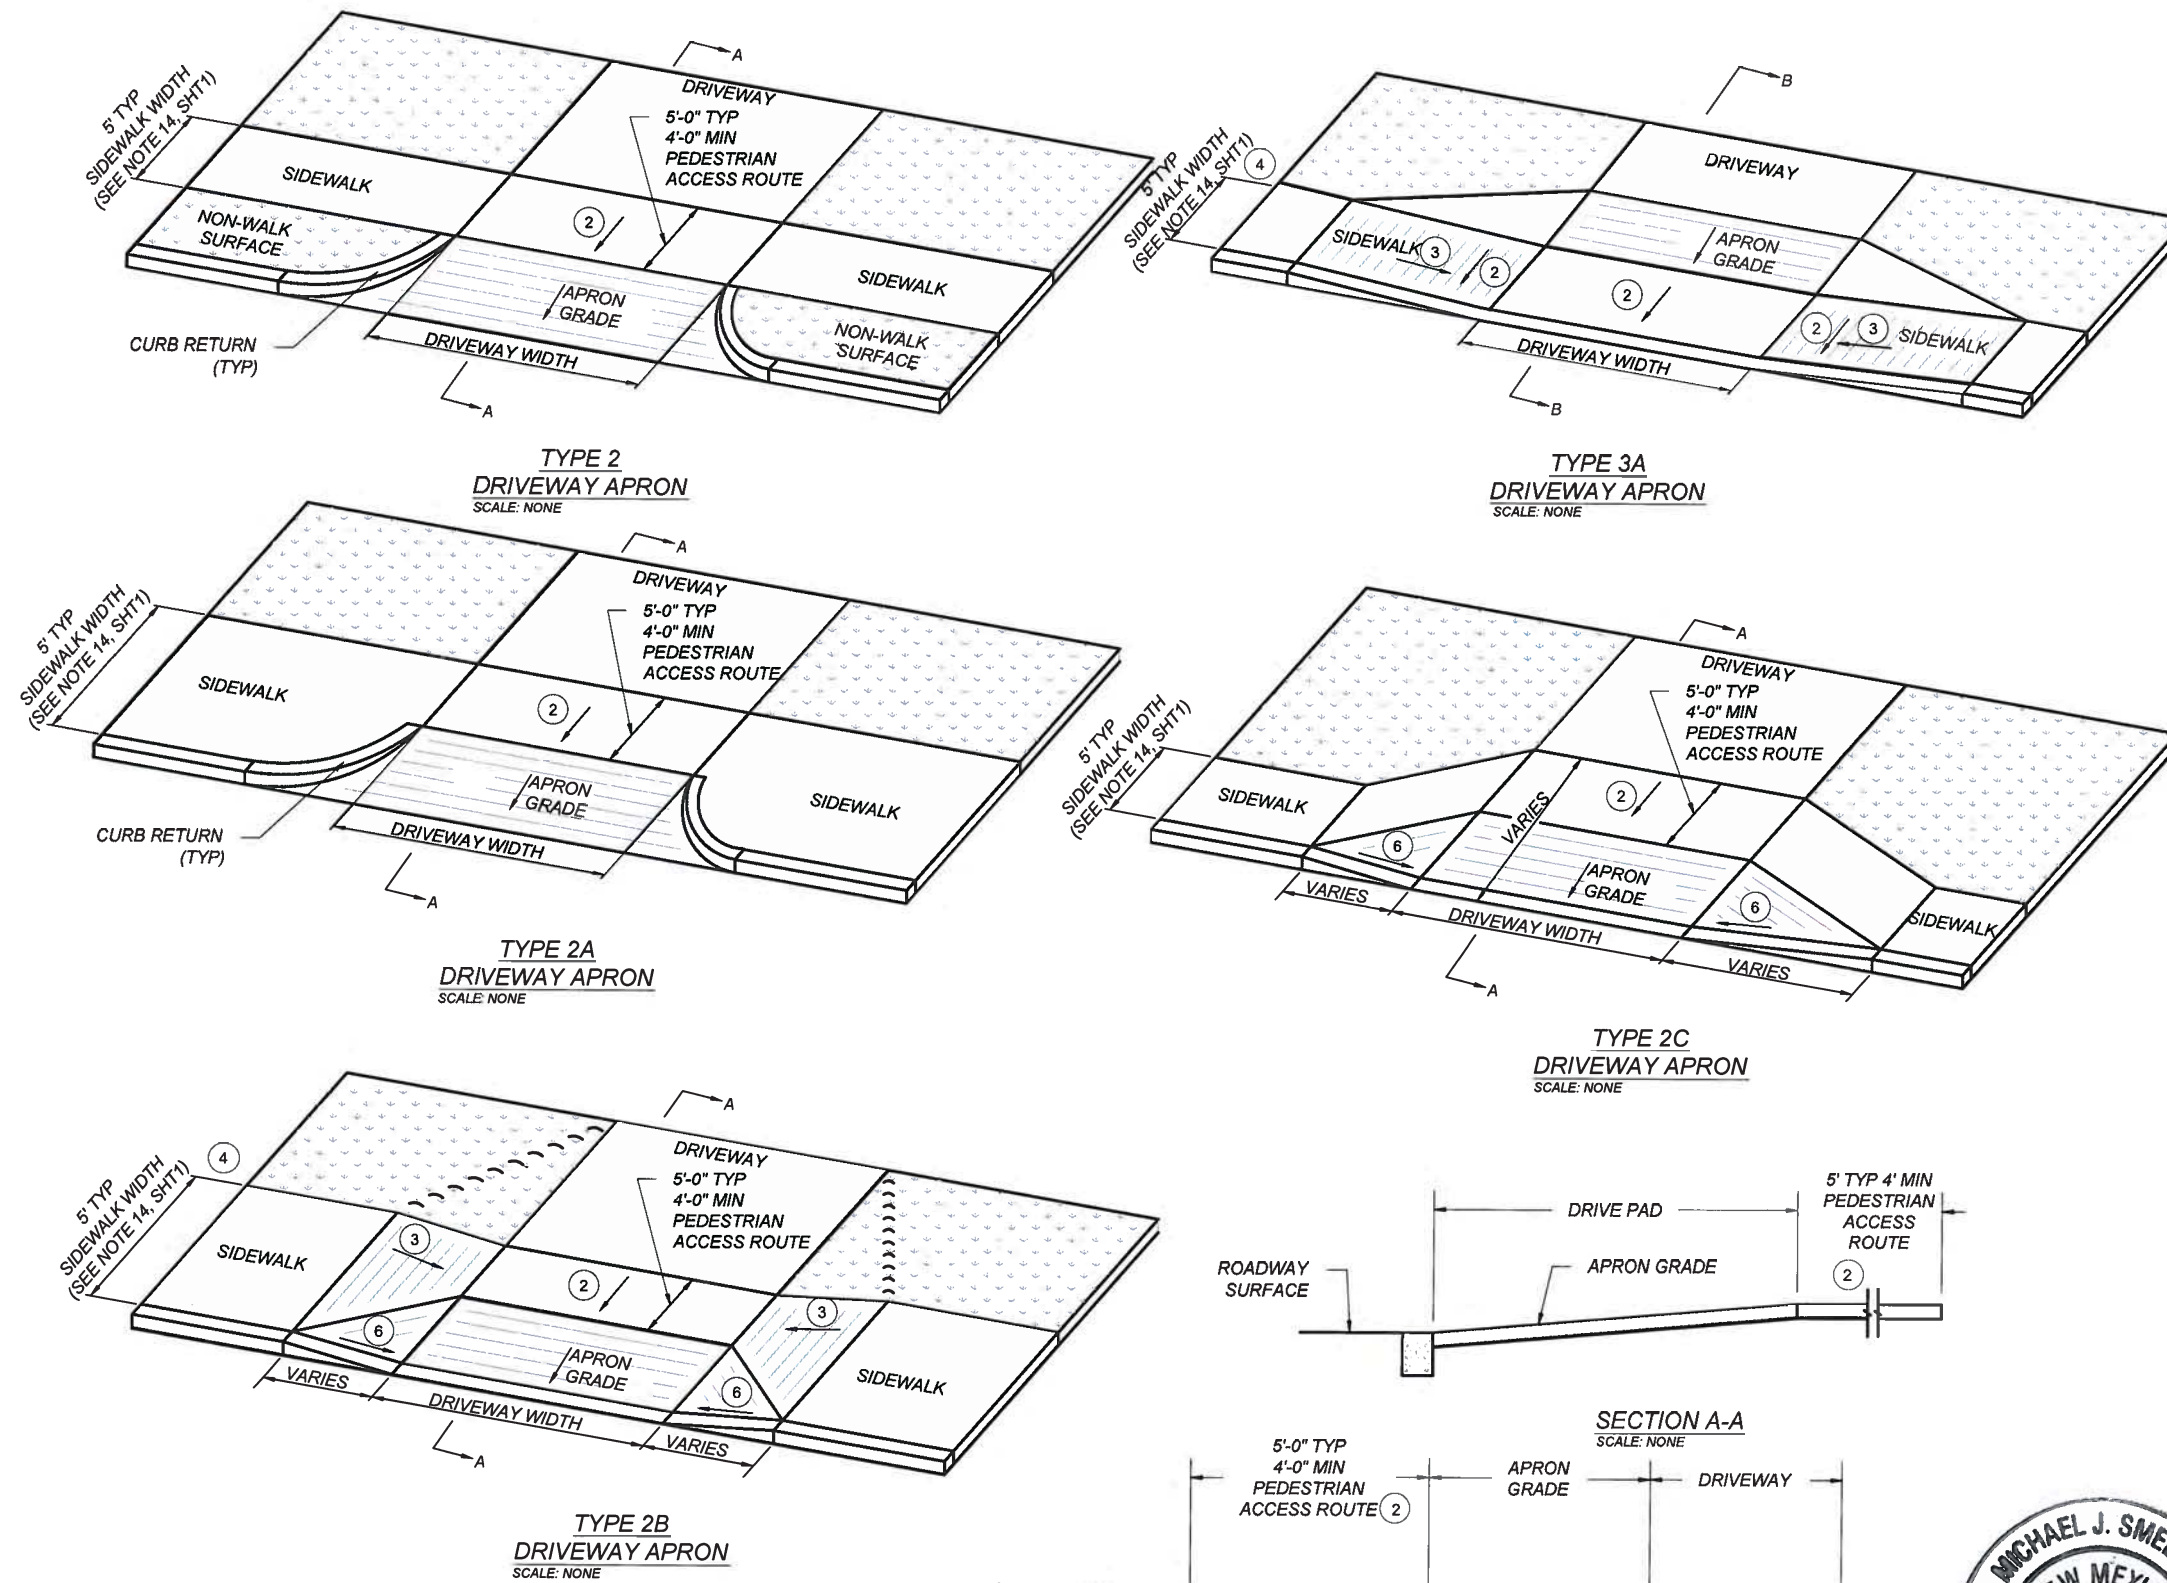 A
DRIVEWAY
5'-0" TYP
4'-0" MIN
PEDESTRIAN
ACCESS ROUTE
5' TYP
SIDEWALK WIDTH
(SEE NOTE 14, SHT1)
SIDEWALK
NON-WALK
SURFACE
2
SIDEWALK
APRON
GRADE
NON-WALK
SURFACE
CURB RETURN
(TYP)
DRIVEWAY WIDTH
A
TYPE 2
DRIVEWAY APRON
SCALE: NONE
B
DRIVEWAY
5' TYP
SIDEWALK WIDTH
(SEE NOTE 14, SHT1)
4
SIDEWALK
3
2
APRON
GRADE
2
2
3
SIDEWALK
DRIVEWAY WIDTH
B
TYPE 3A
DRIVEWAY APRON
SCALE: NONE
A
DRIVEWAY
5'-0" TYP
4'-0" MIN
PEDESTRIAN
ACCESS ROUTE
5' TYP
SIDEWALK WIDTH
(SEE NOTE 14, SHT1)
SIDEWALK
2
APRON
GRADE
SIDEWALK
CURB RETURN
(TYP)
DRIVEWAY WIDTH
A
TYPE 2A
DRIVEWAY APRON
SCALE: NONE
A
DRIVEWAY
5'-0" TYP
4'-0" MIN
PEDESTRIAN
ACCESS ROUTE
5' TYP
SIDEWALK WIDTH
(SEE NOTE 14, SHT1)
SIDEWALK
VARIES
2
6
APRON
GRADE
6
SIDEWALK
VARIES
DRIVEWAY WIDTH
VARIES
A
TYPE 2C
DRIVEWAY APRON
SCALE: NONE
A
DRIVEWAY
5'-0" TYP
4'-0" MIN
PEDESTRIAN
ACCESS ROUTE
4
5' TYP
SIDEWALK WIDTH
(SEE NOTE 14, SHT1)
SIDEWALK
3
2
3
6
APRON
GRADE
6
SIDEWALK
VARIES
DRIVEWAY WIDTH
VARIES
A
TYPE 2B
DRIVEWAY APRON
SCALE: NONE
5' TYP 4' MIN
PEDESTRIAN
ACCESS
ROUTE
2
DRIVE PAD
ROADWAY
SURFACE
APRON GRADE
SECTION A-A
SCALE: NONE
5'-0" TYP
4'-0" MIN
PEDESTRIAN
ACCESS ROUTE 2
APRON
GRADE
DRIVEWAY
MICHAEL J.